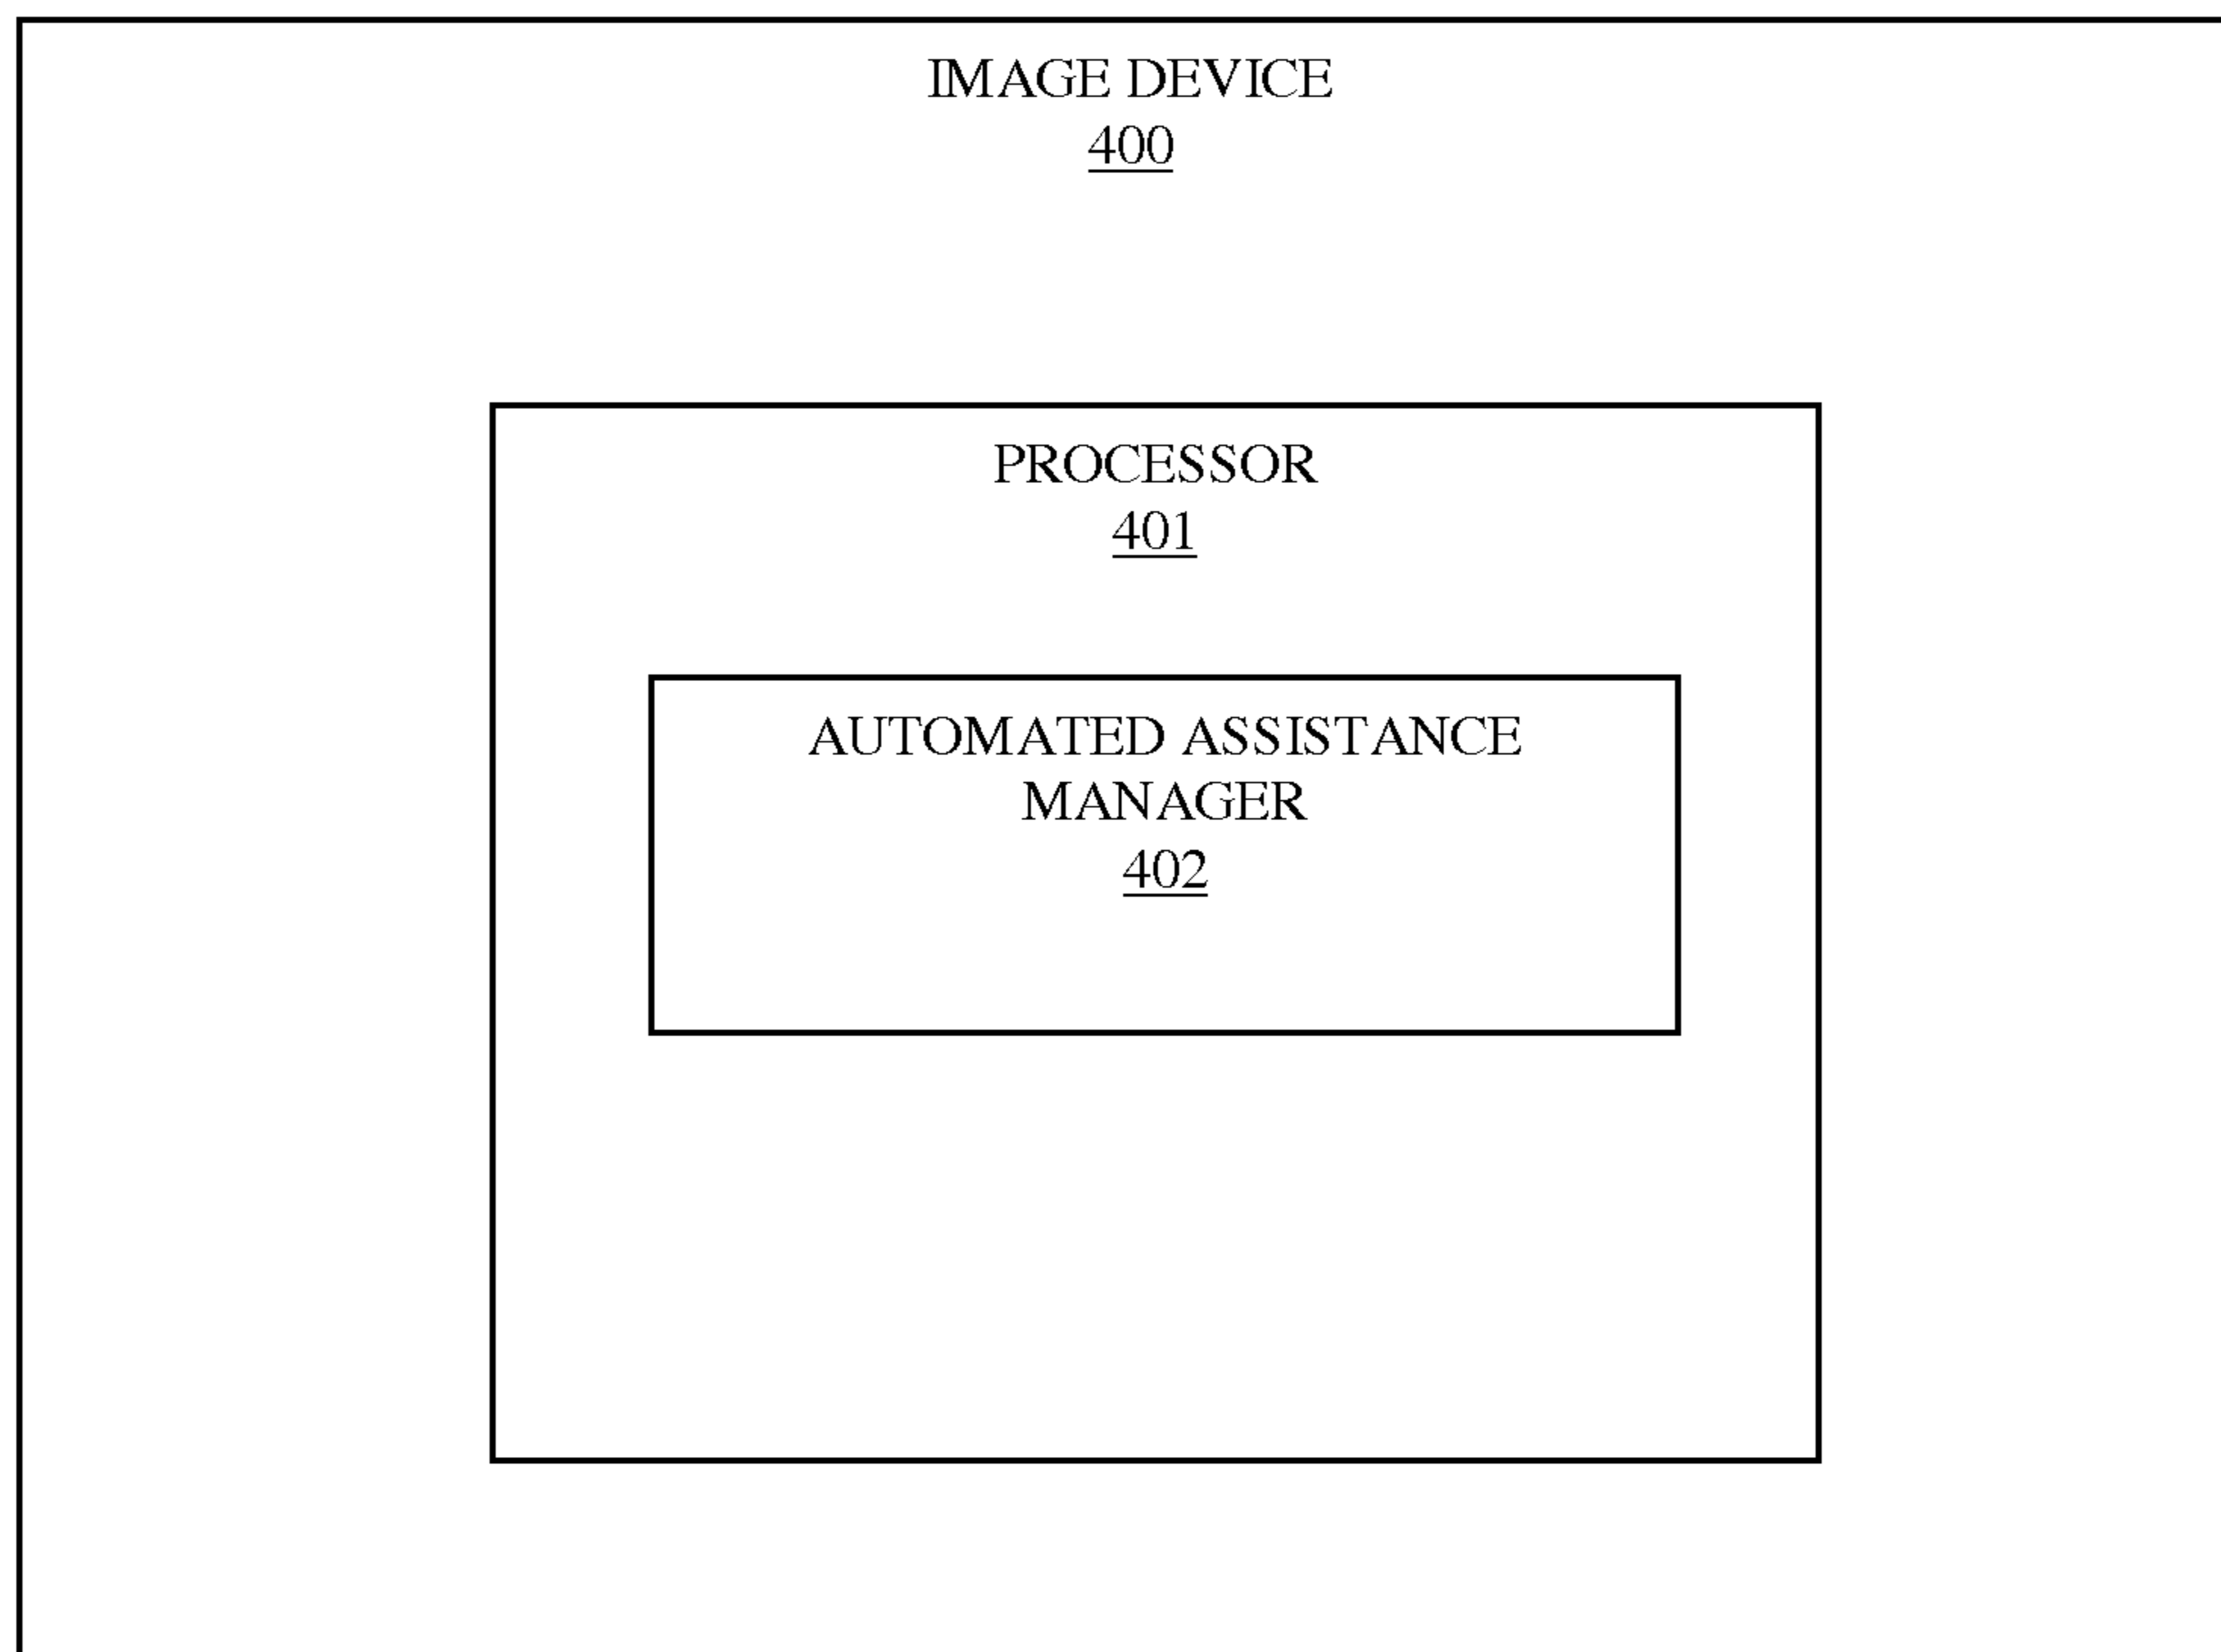 IMAGE DEVICE
400
PROCESSOR
401
AUTOMATED ASSISTANCE
MANAGER
402